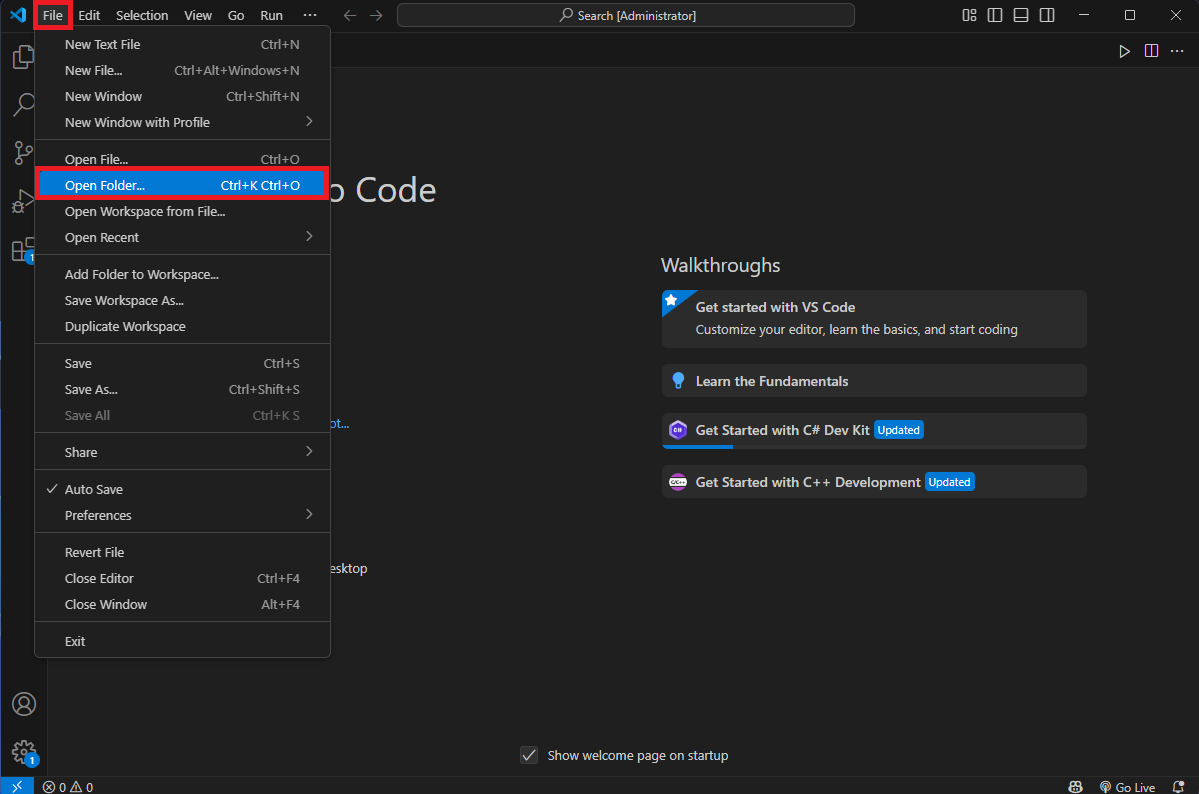 File Edit Selection View Go Run ··· Search [Administrator]
New Text File Ctrl+N
New File... Ctrl+Alt+Windows+N
New Window Ctrl+Shift+N
New Window with Profile
Open File... Ctrl+O
Open Folder... Ctrl+K Ctrl+O
Open Workspace from File...
Open Recent
Add Folder to Workspace...
Save Workspace As...
Duplicate Workspace
Save Ctrl+S
Save As... Ctrl+Shift+S
Save All Ctrl+K S
Share
Auto Save
Preferences
Revert File
Close Editor Ctrl+F4
Close Window Alt+F4
Exit
1
o Code
ot...
esktop
Walkthroughs
Get started with VS Code
Customize your editor, learn the basics, and start coding
Learn the Fundamentals
Get Started with C# Dev Kit Updated
C/C++ Get Started with C++ Development Updated
Show welcome page on startup
1
0 0 Go Live